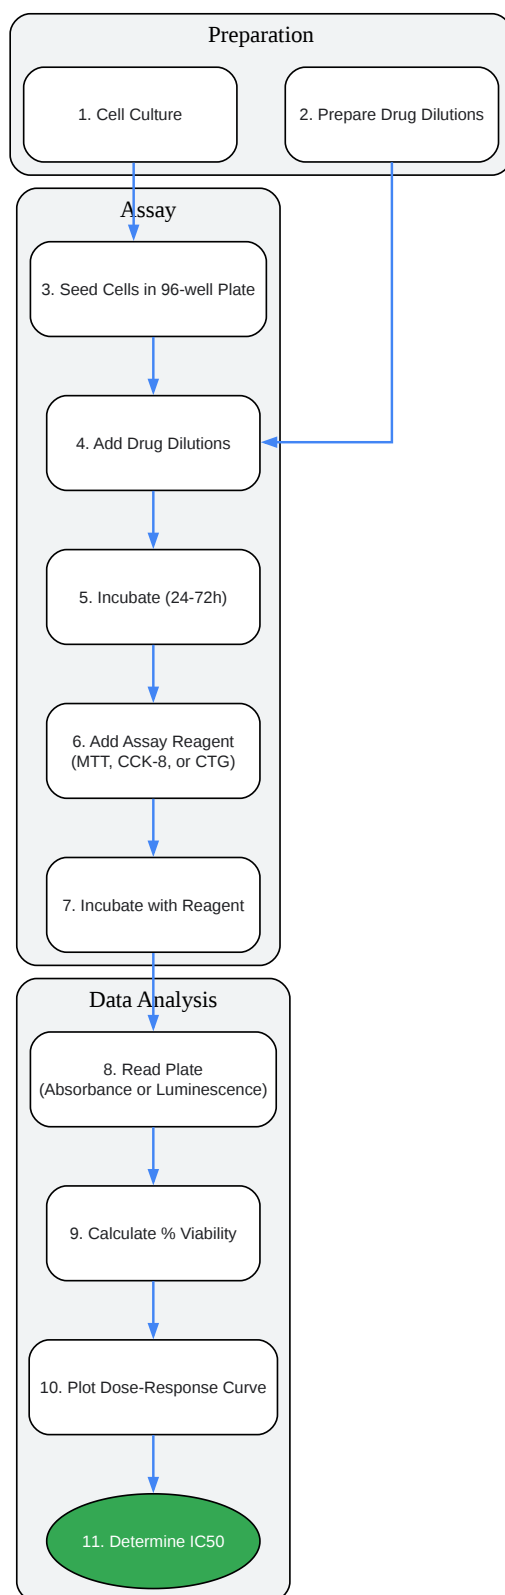 Preparation
1. Cell Culture
2. Prepare Drug Dilutions
Assay
3. Seed Cells in 96-well Plate
4. Add Drug Dilutions
5. Incubate (24-72h)
6. Add Assay Reagent
(MTT, CCK-8, or CTG)
7. Incubate with Reagent
Data Analysis
8. Read Plate
(Absorbance or Luminescence)
9. Calculate % Viability
10. Plot Dose-Response Curve
11. Determine IC50